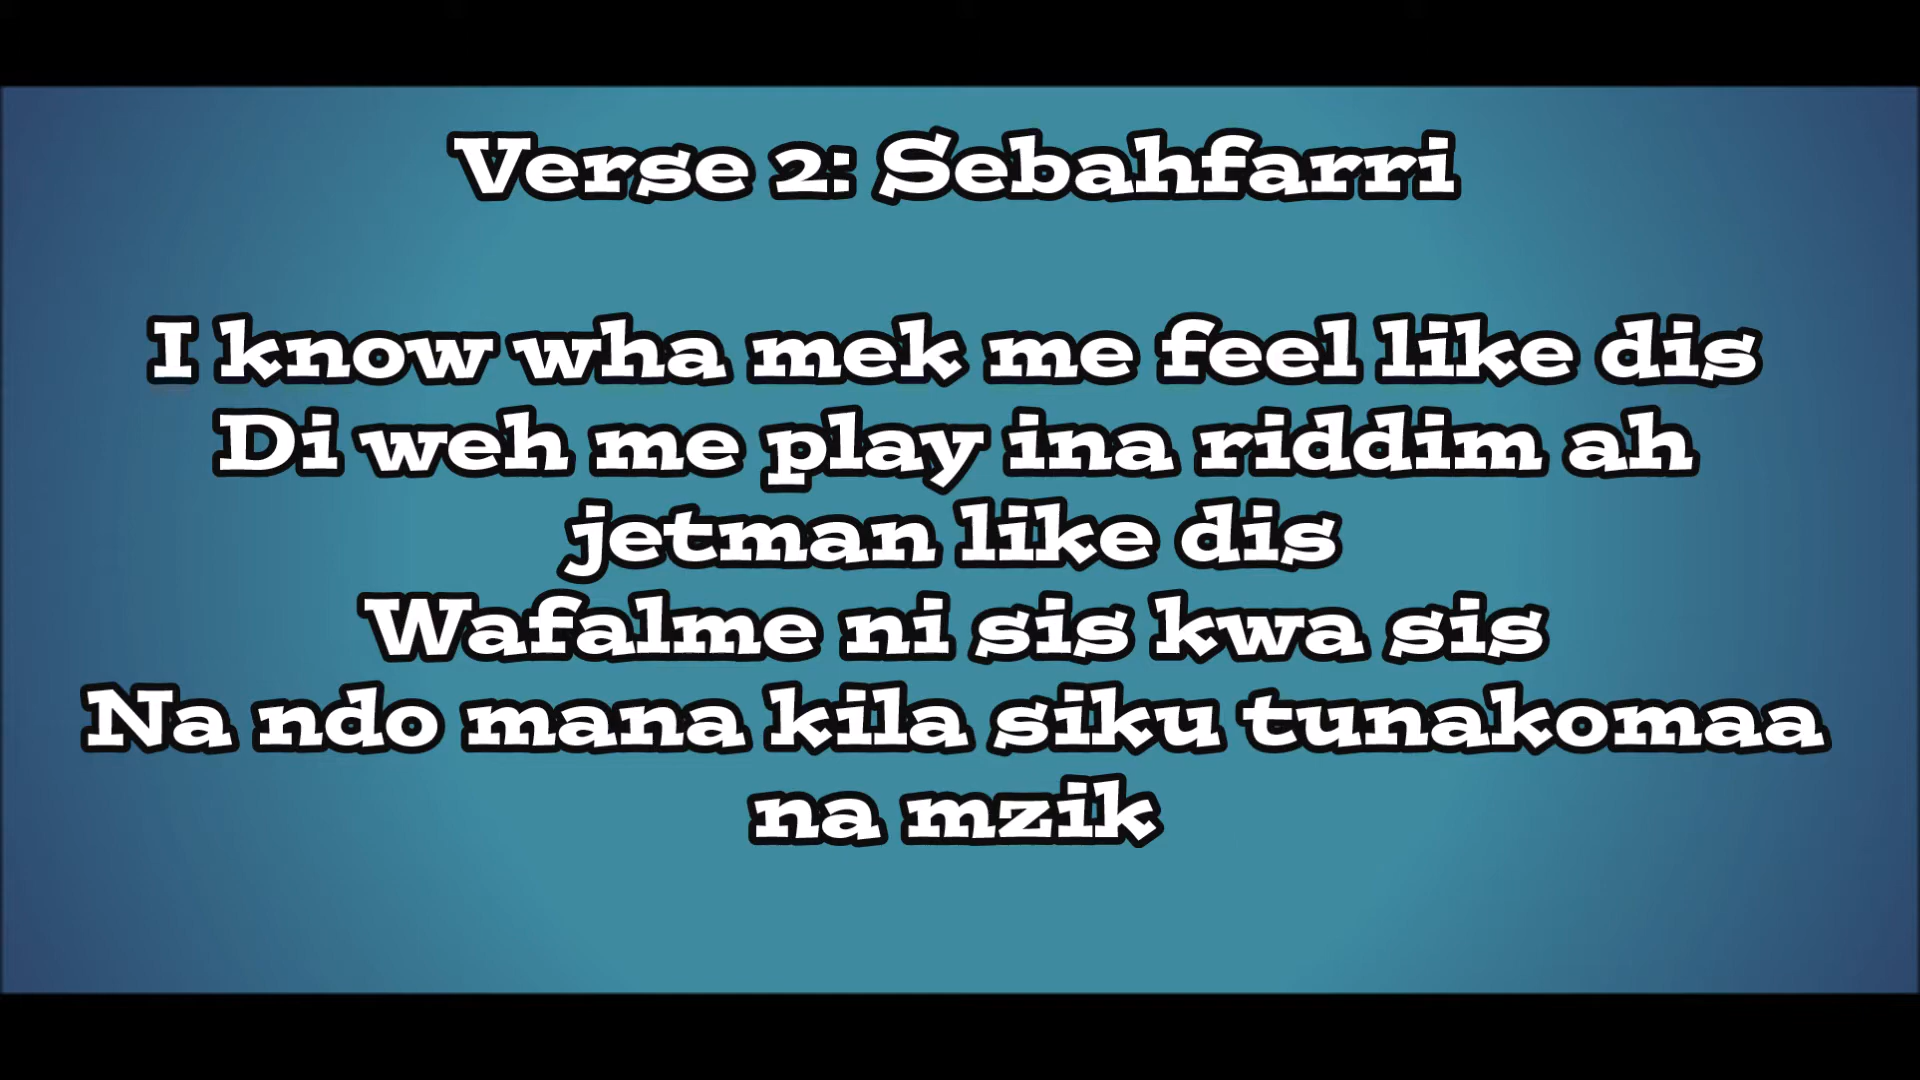 Verse 2: Sebahfarri
I know wha mek me feel like dis
Di weh me play ina riddim ah
jetman like dis
Wafalme ni sis kwa sis
Na ndo mana kila siku tunakomaa
na mzik